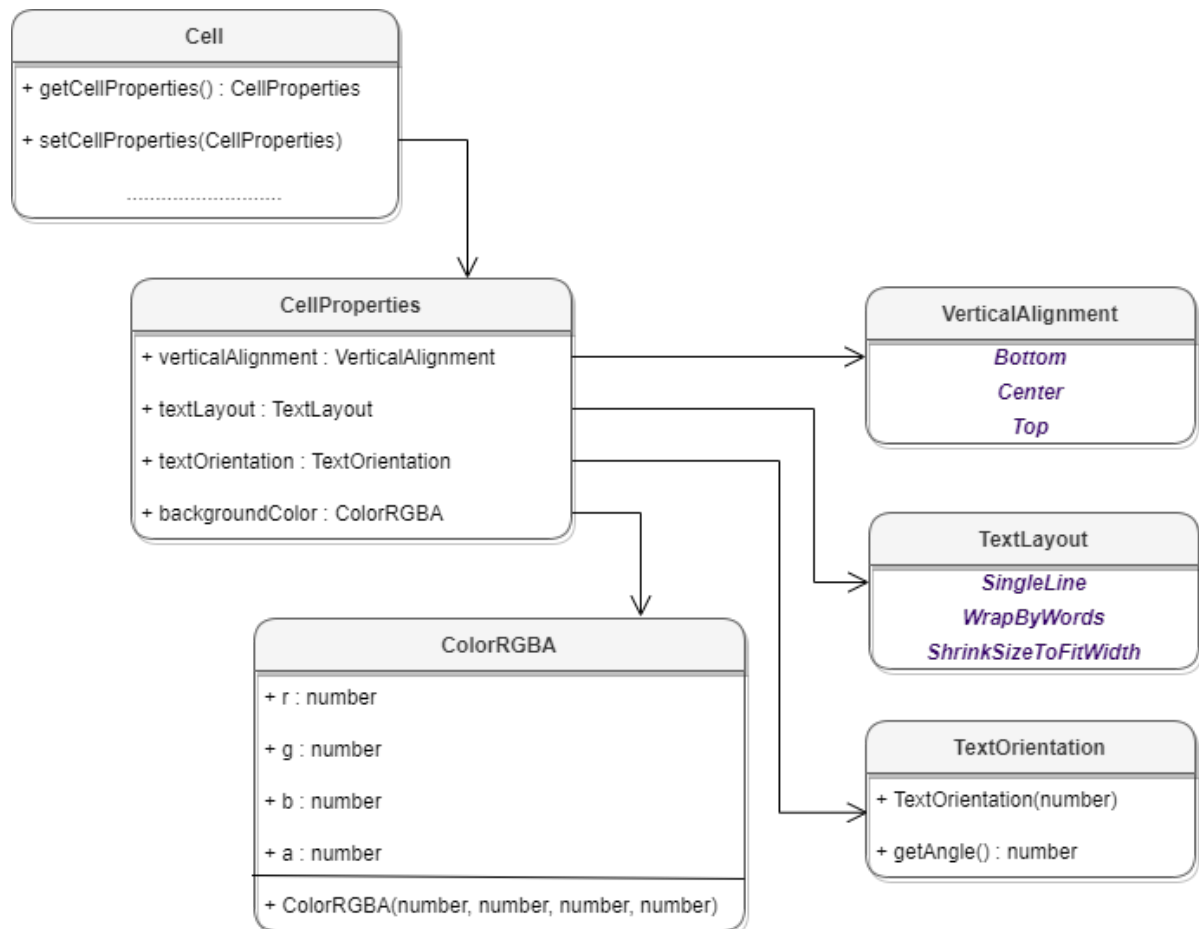 Cell
+ getCellProperties() : CellProperties
+ setCellProperties(CellProperties)
............................
CellProperties
+ verticalAlignment : VerticalAlignment
+ textLayout : TextLayout
+ textOrientation : TextOrientation
+ backgroundColor : ColorRGBA
VerticalAlignment
Bottom
Center
Top
TextLayout
SingleLine
WrapByWords
ShrinkSizeToFitWidth
TextOrientation
+ TextOrientation(number)
+ getAngle() : number
ColorRGBA
+ r : number
+ g : number
+ b : number
+ a : number
+ ColorRGBA(number, number, number, number)